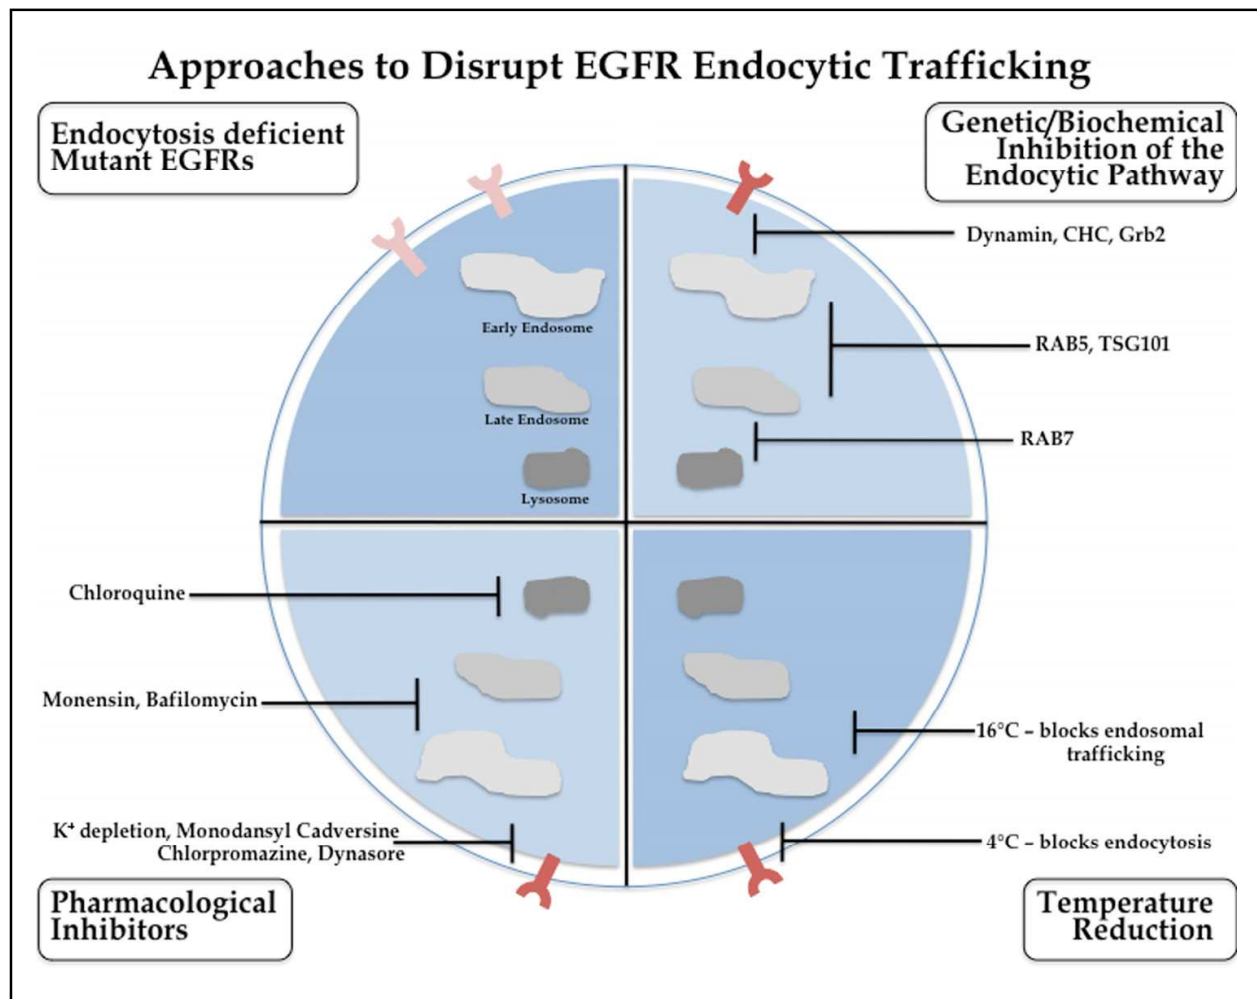 Approaches to Disrupt EGFR Endocytic Trafficking
Endocytosis deficient
Mutant EGFRs
Genetic/Biochemical
Inhibition of the
Endocytic Pathway
Dynamin, CHC, Grb2
Early Endosome
RAB5, TSG101
Late Endosome
RAB7
Lysosome
Chloroquine
Monensin, Bafilomycin
16°C – blocks endosomal
trafficking
K⁺ depletion, Monodansyl Cadversine
Chlorpromazine, Dynasore
4°C – blocks endocytosis
Pharmacological
Inhibitors
Temperature
Reduction